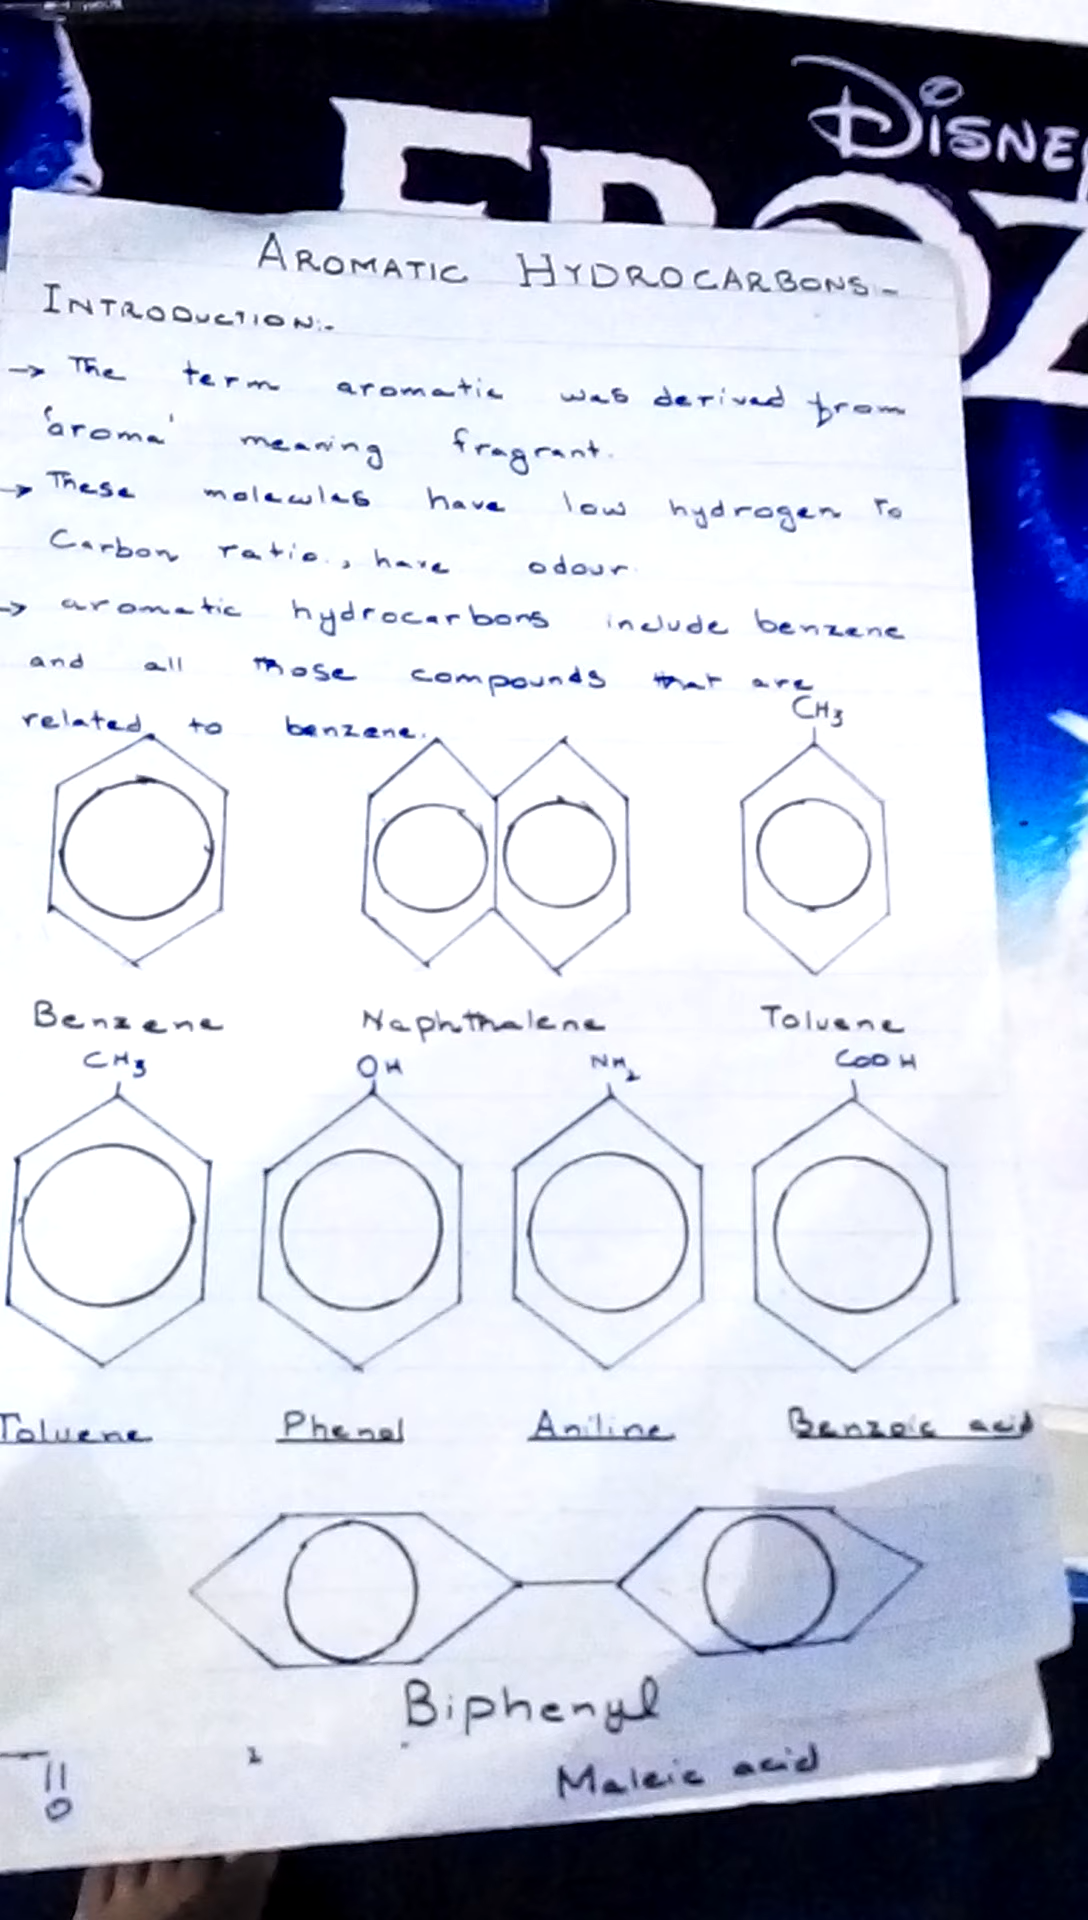 DISNE
FROZ
AROMATIC HYDROCARBONS:-
INTRODUCTION:-
→ The term aromatic was derived from
'aroma' meaning fragrant.
→ These molecules have low hydrogen to
Carbon ratio., have odour.
→ aromatic hydrocarbons include benzene
and all those compounds that are
related to benzene.
CH3
Benzene Naphthalene Toluene
CH3 OH NH2 COOH
Toluene Phenol Aniline Benzoic acid
Biphenyl
Maleic acid
O